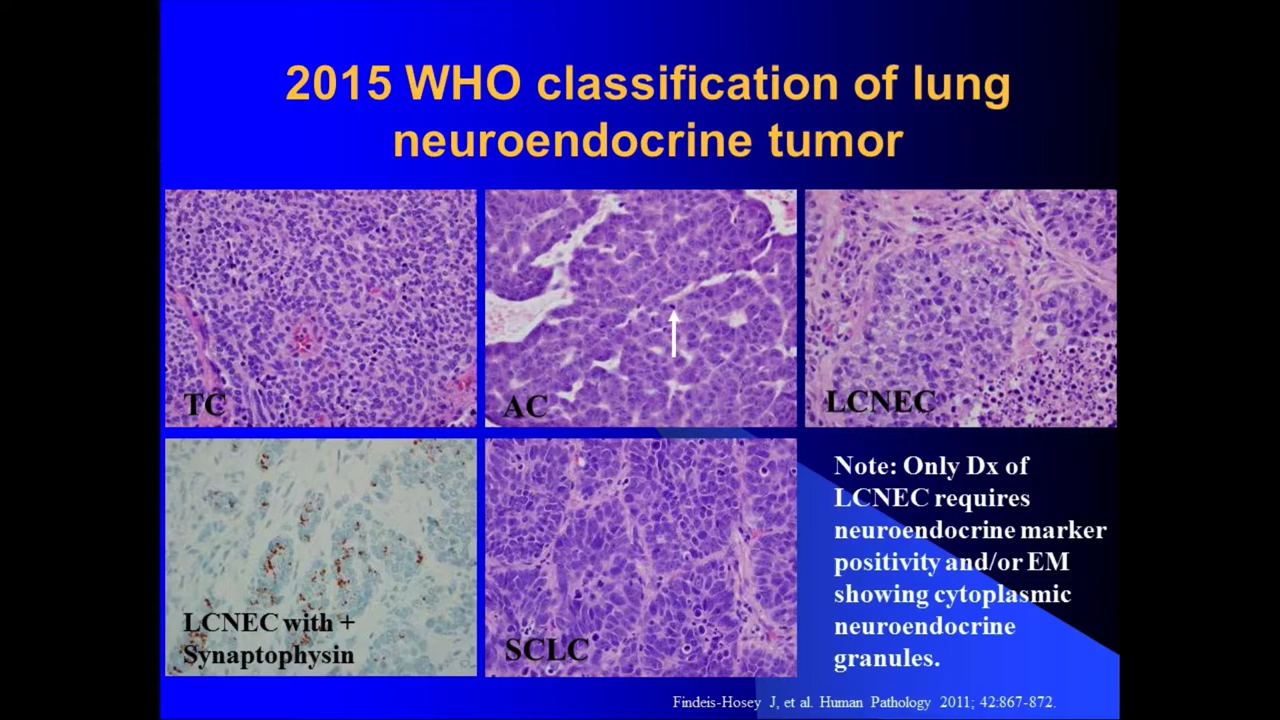 2015 WHO classification of lung
neuroendocrine tumor
TC
AC
LCNEC
LCNEC with +
Synaptophysin
SCLC
Note: Only Dx of
LCNEC requires
neuroendocrine marker
positivity and/or EM
showing cytoplasmic
neuroendocrine
granules.
Findeis-Hosey J, et al. Human Pathology 2011; 42:867-872.